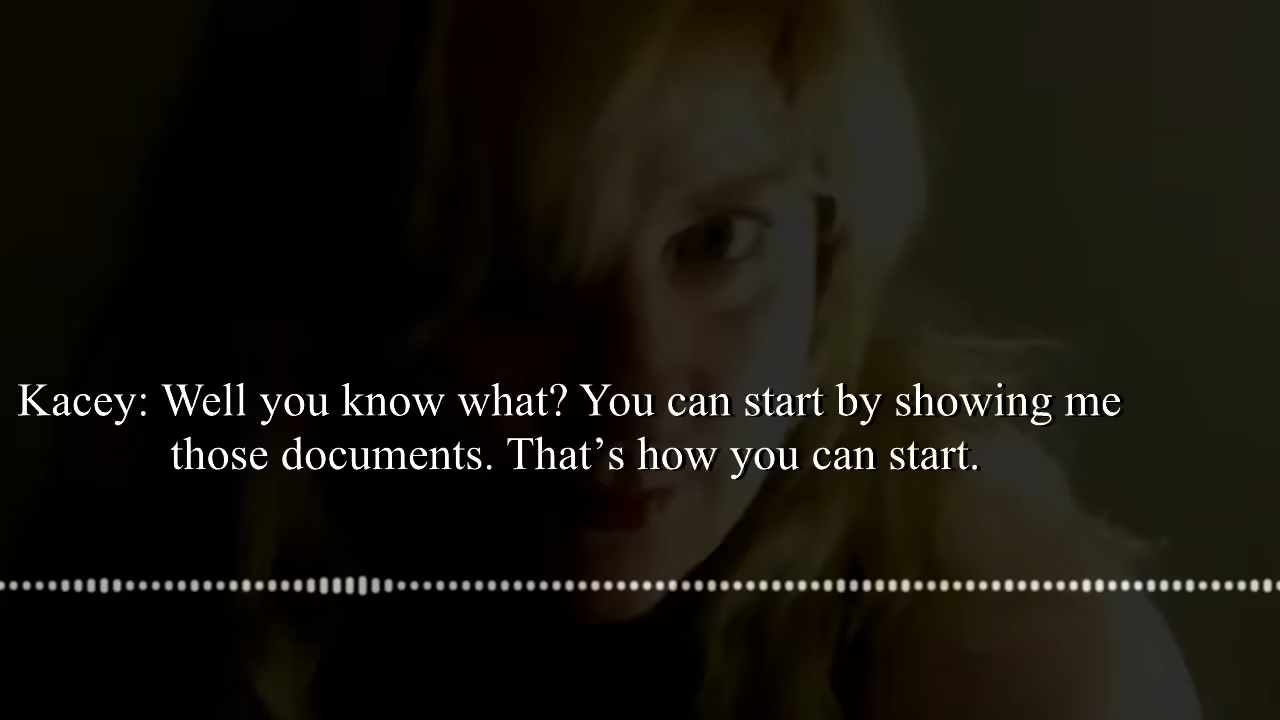 Kacey: Well you know what? You can start by showing me
those documents. That’s how you can start.